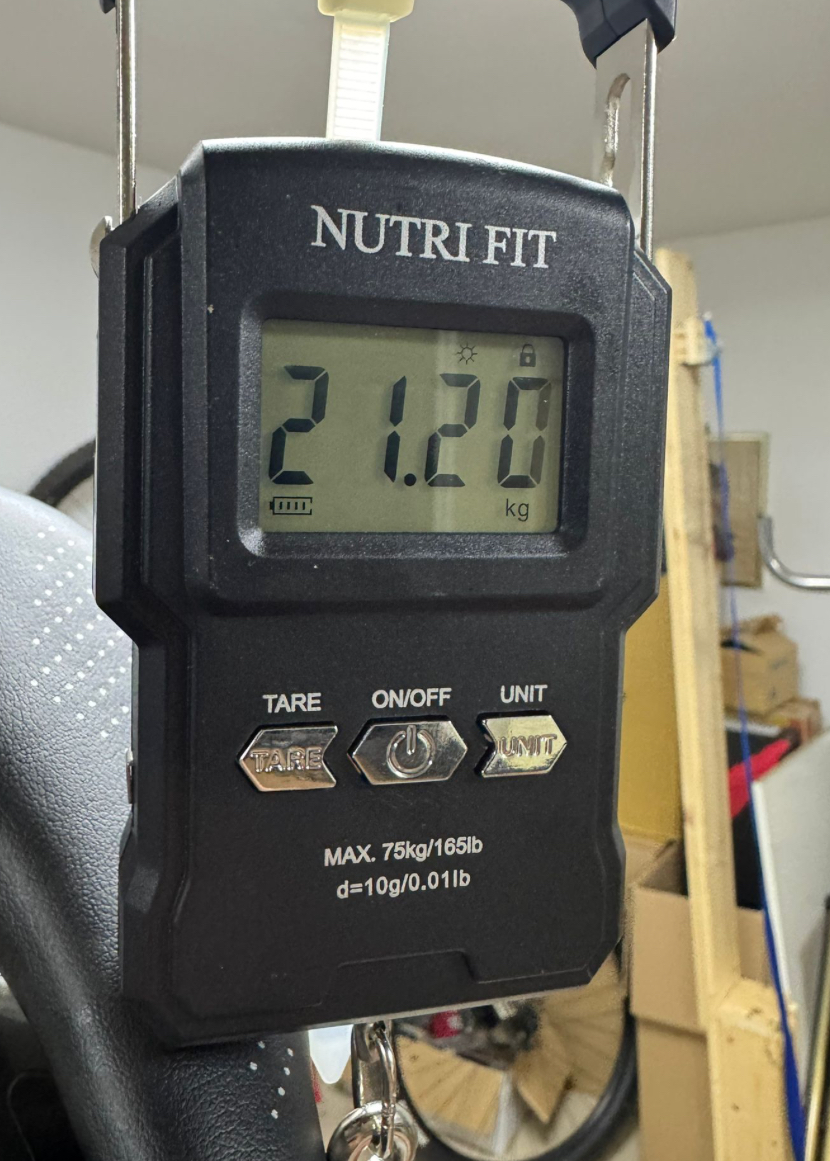 NUTRI FIT
21.20
kg
TARE ON/OFF UNIT
TARE UNIT
MAX. 75kg/165lb
d=10g/0.01lb